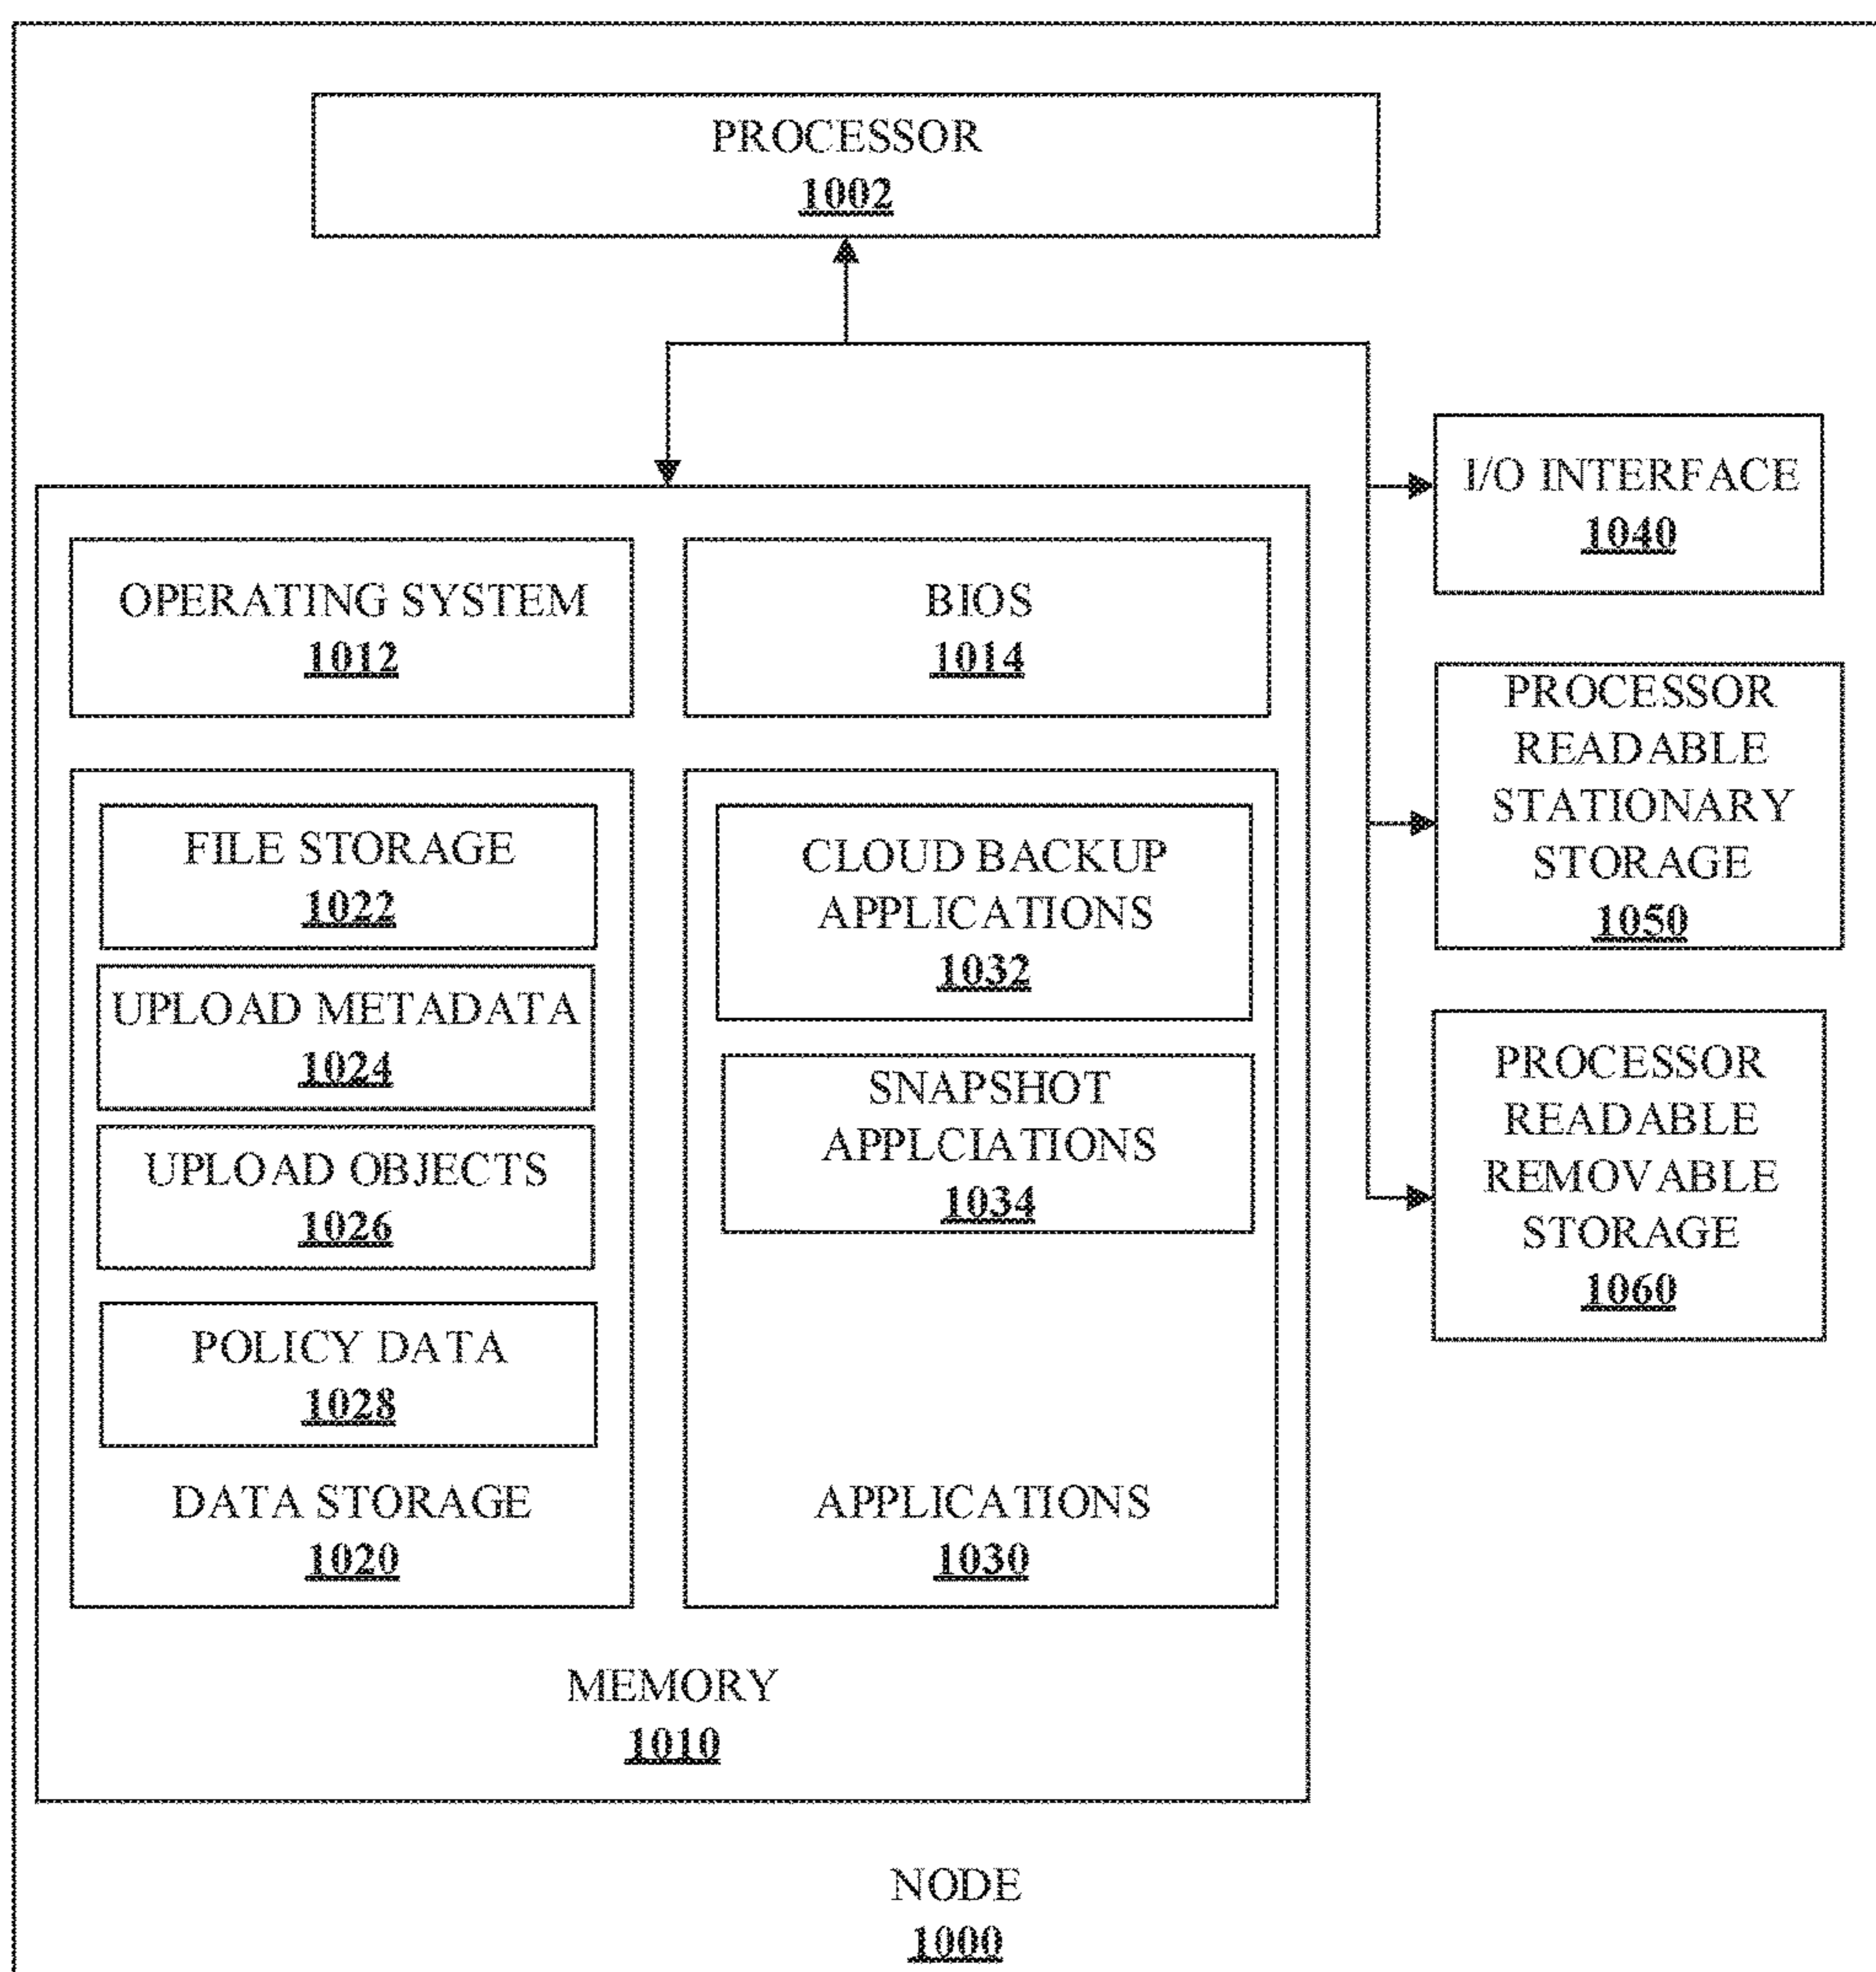 PROCESSOR
1002
I/O INTERFACE
1040
OPERATING SYSTEM
1012
BIOS
1014
PROCESSOR
READABLE
STATIONARY
STORAGE
1050
FILE STORAGE
1022
UPLOAD METADATA
1024
UPLOAD OBJECTS
1026
POLICY DATA
1028
DATA STORAGE
1020
CLOUD BACKUP
APPLICATIONS
1032
SNAPSHOT
APPLCIATIONS
1034
APPLICATIONS
1030
PROCESSOR
READABLE
REMOVABLE
STORAGE
1060
MEMORY
1010
NODE
1000